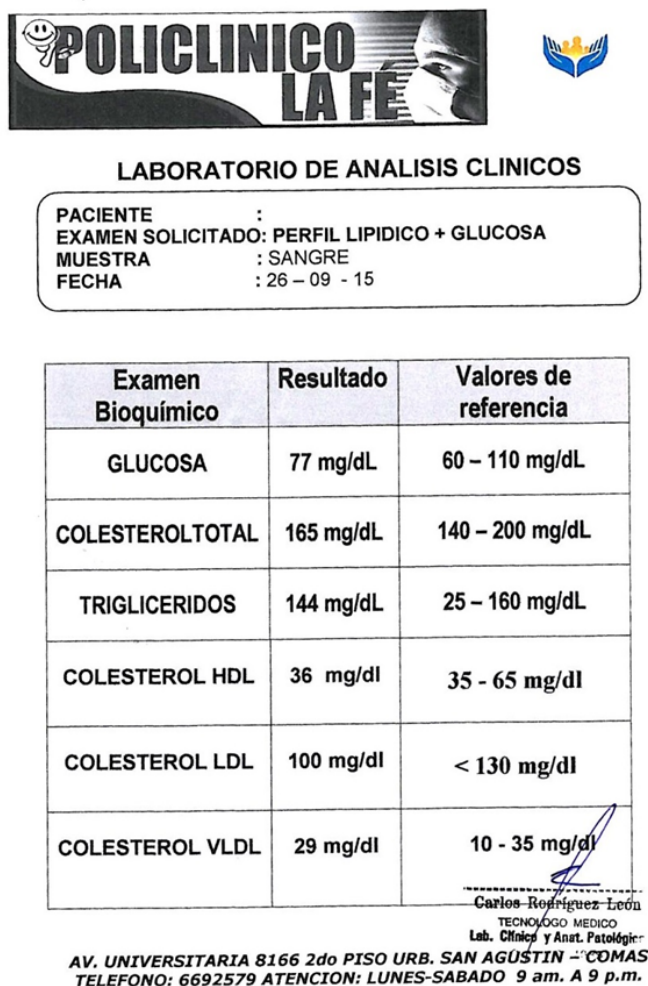 POLICLINICO
LA FE
LABORATORIO DE ANALISIS CLINICOS
PACIENTE :
EXAMEN SOLICITADO: PERFIL LIPIDICO + GLUCOSA
MUESTRA : SANGRE
FECHA : 26 – 09 - 15
Examen Bioquímico Resultado Valores de referencia
GLUCOSA 77 mg/dL 60 – 110 mg/dL
COLESTEROLTOTAL 165 mg/dL 140 – 200 mg/dL
TRIGLICERIDOS 144 mg/dL 25 – 160 mg/dL
COLESTEROL HDL 36 mg/dl 35 - 65 mg/dl
COLESTEROL LDL 100 mg/dl < 130 mg/dl
COLESTEROL VLDL 29 mg/dl 10 - 35 mg/dl
Carlos Rodríguez León
TECNOLOGO MEDICO
Lab. Clínico y Anat. Patológic
AV. UNIVERSITARIA 8166 2do PISO URB. SAN AGUSTIN – COMAS
TELEFONO: 6692579 ATENCION: LUNES-SABADO 9 am. A 9 p.m.